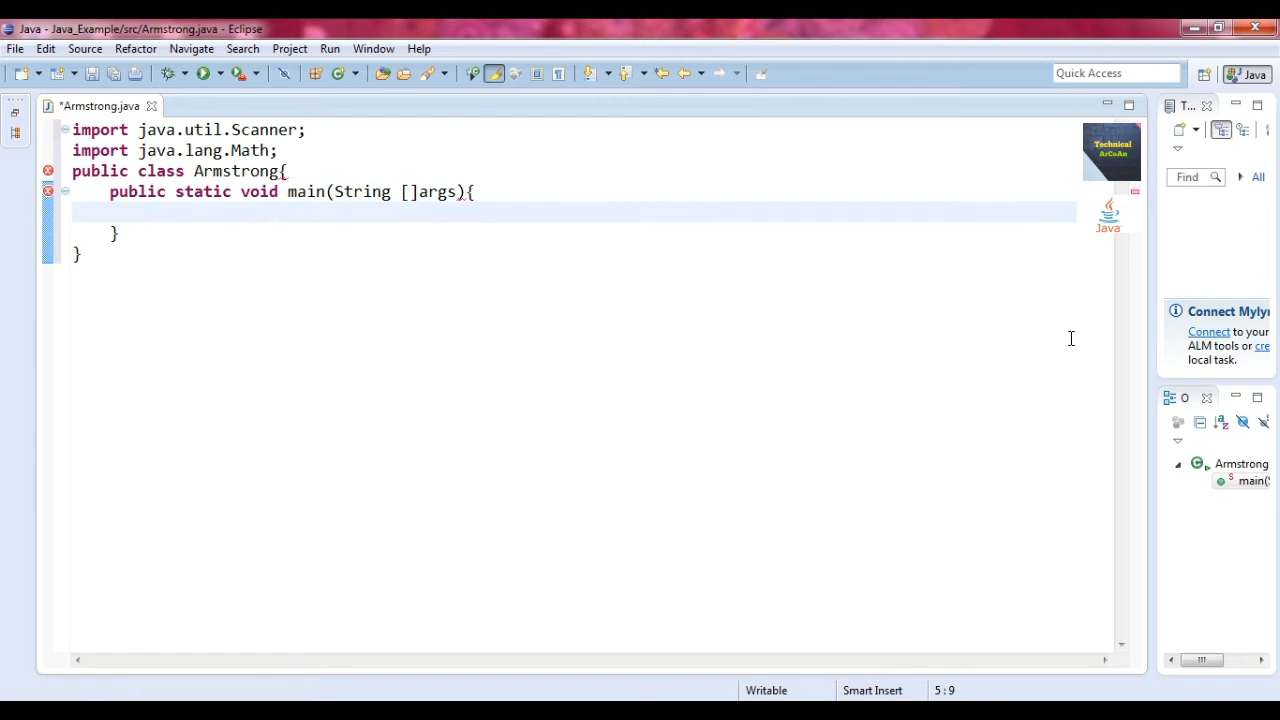 Java - Java_Example/src/Armstrong.java - Eclipse
File Edit Source Refactor Navigate Search Project Run Window Help
Quick Access
Java
*Armstrong.java
T...
import java.util.Scanner;
import java.lang.Math;
public class Armstrong{
public static void main(String []args){
}
}
Technical
ArCoAn
Java
Find
All
Connect Myly
Connect to your
ALM tools or cre
local task.
O
Armstrong
main(S
Writable
Smart Insert
5 : 9